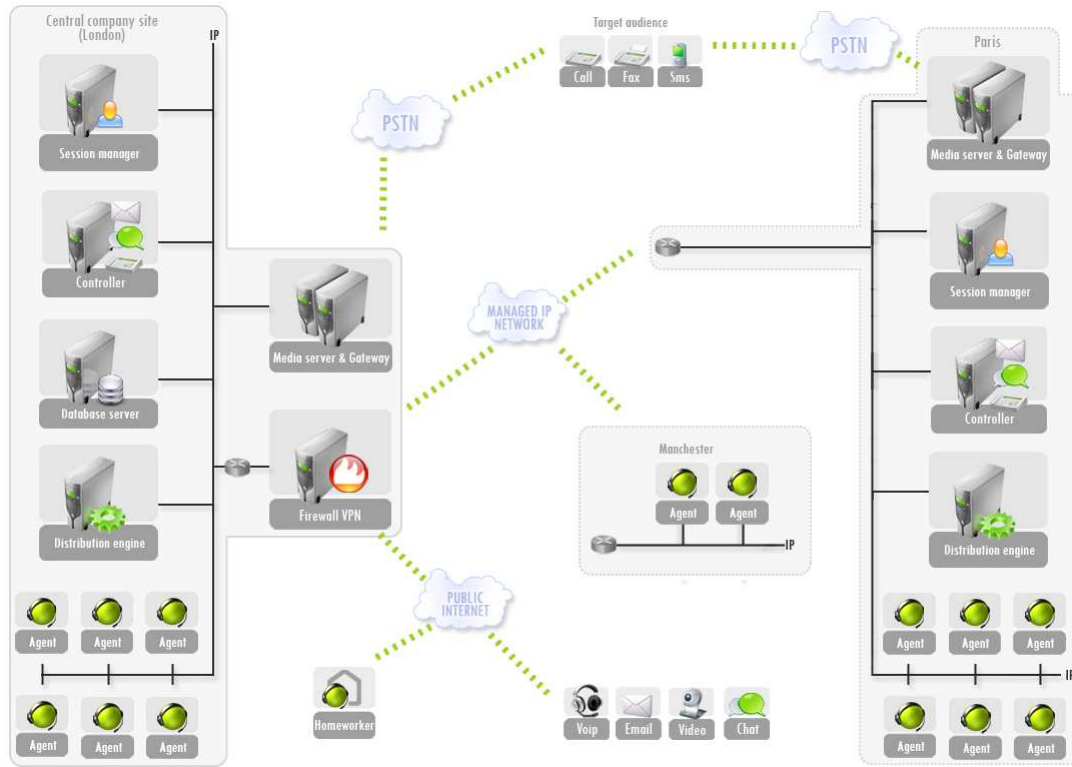 Central company site
(London)
IP
Session manager
Controller
Database server
Distribution engine
Agent
Agent
Agent
Agent
Agent
Agent
Media server & Gateway
Firewall VPN
PSTN
Target audience
Call
Fax
Sms
PSTN
MANAGED IP
NETWORK
Manchester
Agent
Agent
IP
PUBLIC
INTERNET
Homeworker
Voip
Email
Video
Chat
Paris
Media server & Gateway
Session manager
Controller
Distribution engine
Agent
Agent
Agent
IP
Agent
Agent
Agent